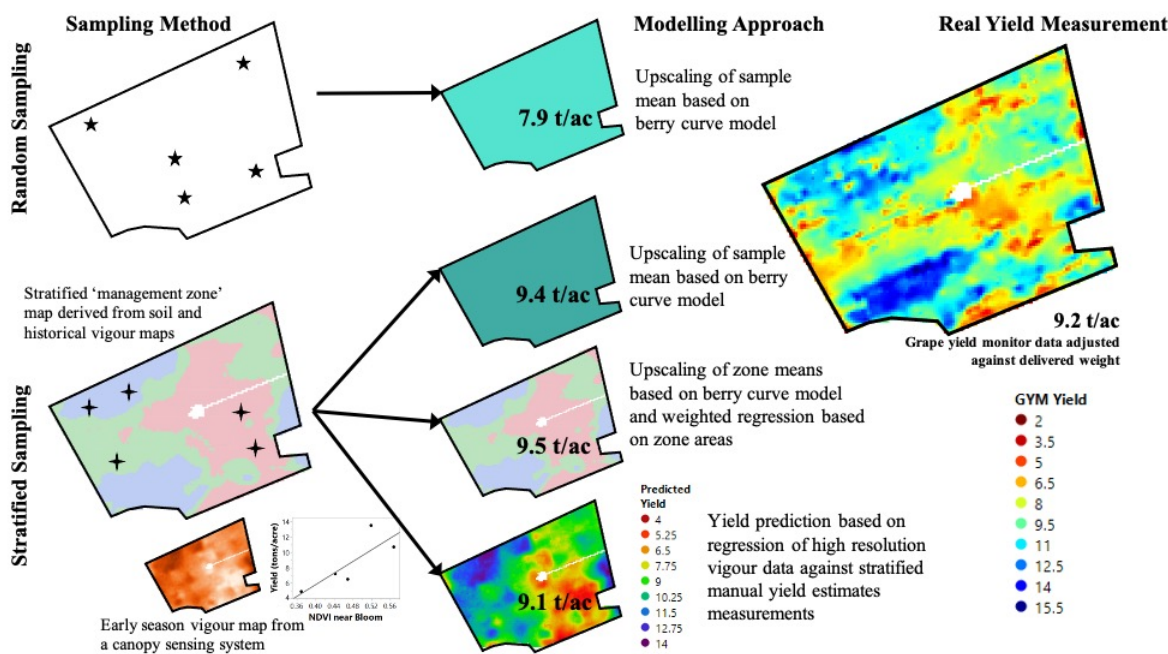 Sampling Method
Modelling Approach
Real Yield Measurement
Random Sampling
7.9 t/ac
Upscaling of sample
mean based on
berry curve model
Stratified Sampling
Stratified ‘management zone’
map derived from soil and
historical vigour maps
9.4 t/ac
Upscaling of sample
mean based on berry
curve model
9.2 t/ac
Grape yield monitor data adjusted
against delivered weight
9.5 t/ac
Upscaling of zone means
based on berry curve model
and weighted regression based
on zone areas
GYM Yield
2
3.5
5
6.5
8
9.5
11
12.5
14
15.5
Early season vigour map from
a canopy sensing system
Yield (tons/acre)
14
12
10
8
6
4
0.36 0.40 0.44 0.48 0.52 0.56
NDVI near Bloom
9.1 t/ac
Predicted
Yield
4
5.25
6.5
7.75
9
10.25
11.5
12.75
14
Yield prediction based on
regression of high resolution
vigour data against stratified
manual yield estimates
measurements